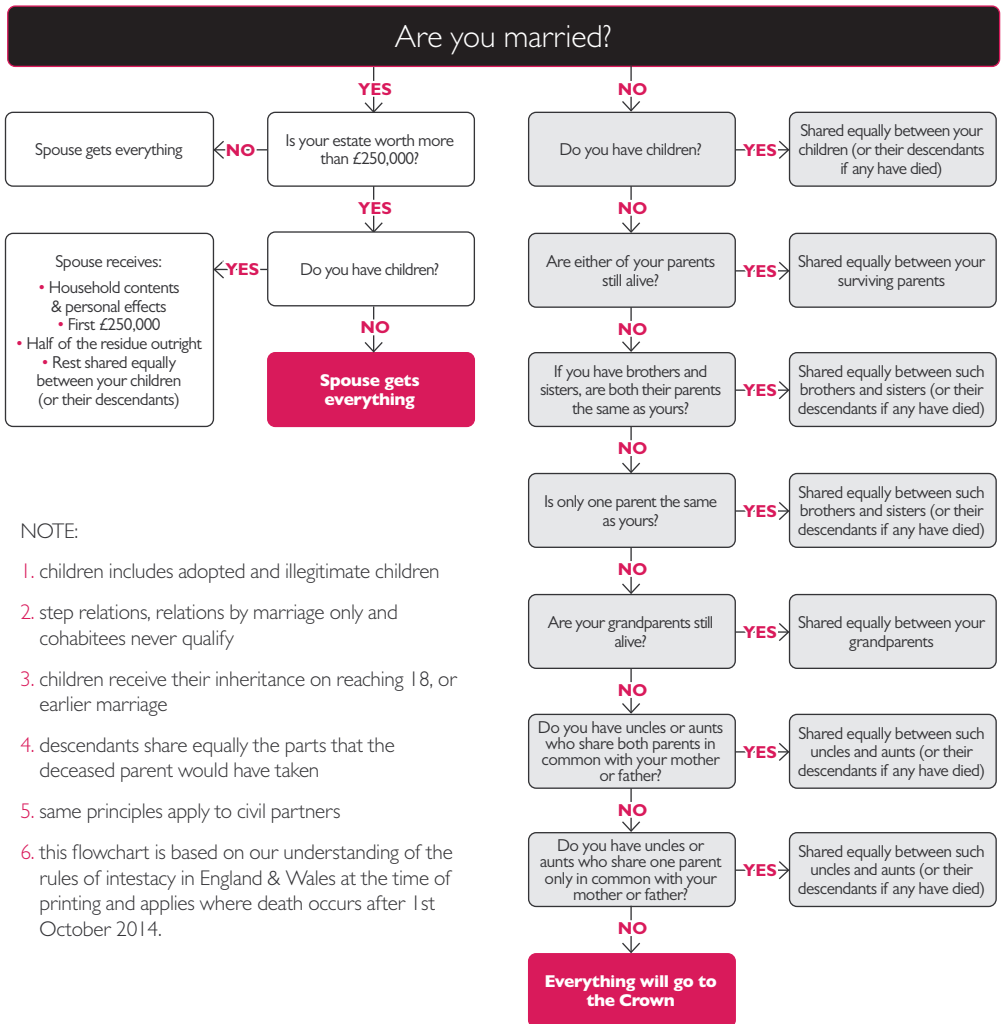 Are you married?
YES
NO
Spouse gets everything
NO
Is your estate worth more
than £250,000?
Do you have children?
YES
Shared equally between your
children (or their descendants
if any have died)
YES
NO
Spouse receives:
• Household contents
& personal effects
• First £250,000
• Half of the residue outright
• Rest shared equally
between your children
(or their descendants)
YES
Do you have children?
Are either of your parents
still alive?
YES
Shared equally between your
surviving parents
NO
NO
Spouse gets
everything
If you have brothers and
sisters, are both their parents
the same as yours?
YES
Shared equally between such
brothers and sisters (or their
descendants if any have died)
NO
Is only one parent the same
as yours?
YES
Shared equally between such
brothers and sisters (or their
descendants if any have died)
NO
Are your grandparents still
alive?
YES
Shared equally between your
grandparents
NO
Do you have uncles or aunts
who share both parents in
common with your mother
or father?
YES
Shared equally between such
uncles and aunts (or their
descendants if any have died)
NO
Do you have uncles or
aunts who share one parent
only in common with your
mother or father?
YES
Shared equally between such
uncles and aunts (or their
descendants if any have died)
NO
Everything will go to
the Crown
NOTE:
1. children includes adopted and illegitimate children
2. step relations, relations by marriage only and
cohabitees never qualify
3. children receive their inheritance on reaching 18, or
earlier marriage
4. descendants share equally the parts that the
deceased parent would have taken
5. same principles apply to civil partners
6. this flowchart is based on our understanding of the
rules of intestacy in England & Wales at the time of
printing and applies where death occurs after 1st
October 2014.